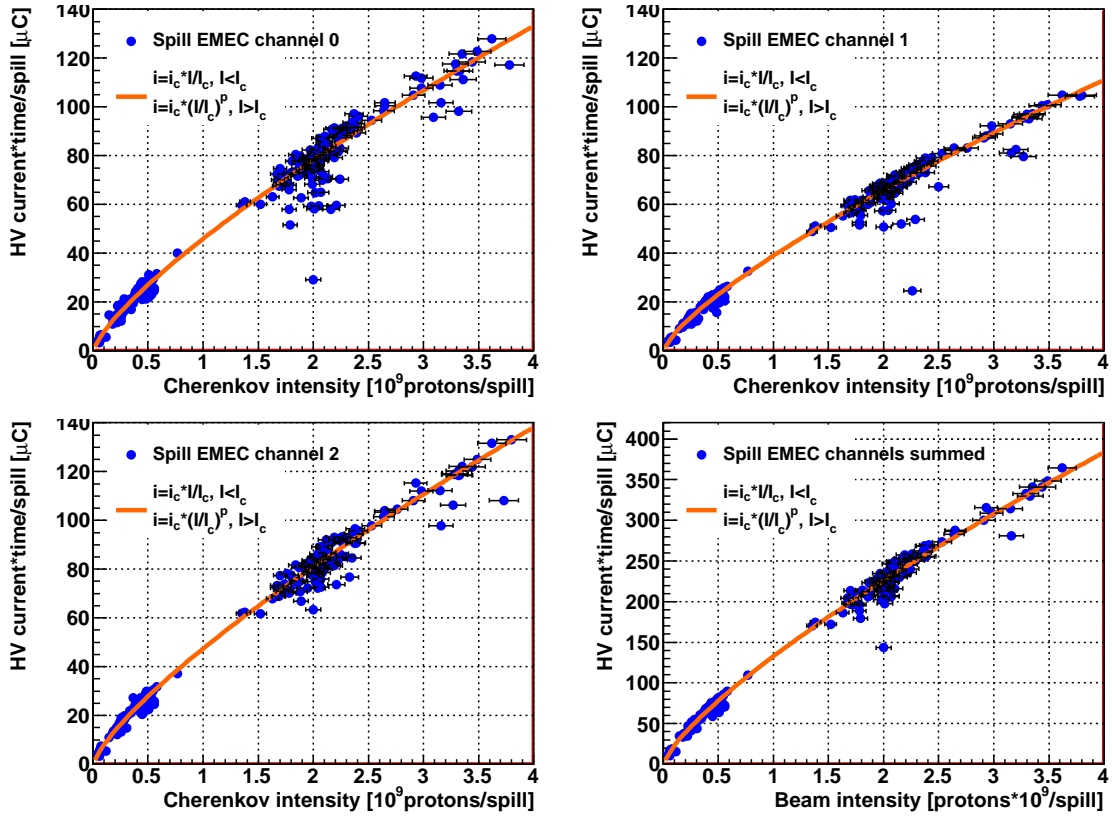 HV current*time/spill [μC]
140
120
100
80
60
40
20
0
Spill EMEC channel 0
i=i_c*I/I_c, I<I_c
i=i_c*(I/I_c)^p, I>I_c
0 0.5 1 1.5 2 2.5 3 3.5 4
Cherenkov intensity [10^9protons/spill]
HV current*time/spill [μC]
140
120
100
80
60
40
20
0
Spill EMEC channel 1
i=i_c*I/I_c, I<I_c
i=i_c*(I/I_c)^p, I>I_c
0 0.5 1 1.5 2 2.5 3 3.5 4
Cherenkov intensity [10^9protons/spill]
HV current*time/spill [μC]
140
120
100
80
60
40
20
0
Spill EMEC channel 2
i=i_c*I/I_c, I<I_c
i=i_c*(I/I_c)^p, I>I_c
0 0.5 1 1.5 2 2.5 3 3.5 4
Cherenkov intensity [10^9protons/spill]
HV current*time/spill [μC]
400
350
300
250
200
150
100
50
0
Spill EMEC channels summed
i=i_c*I/I_c, I<I_c
i=i_c*(I/I_c)^p, I>I_c
0 0.5 1 1.5 2 2.5 3 3.5 4
Beam intensity [protons*10^9/spill]